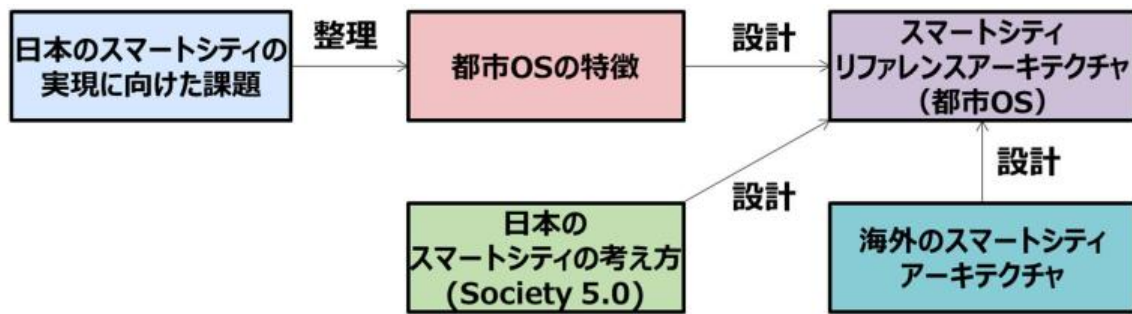 日本のスマートシティの
実現に向けた課題
整理
都市OSの特徴
設計
スマートシティ
リファレンスアーキテクチャ
（都市OS）
設計
設計
日本の
スマートシティの考え方
(Society 5.0)
海外のスマートシティ
アーキテクチャ